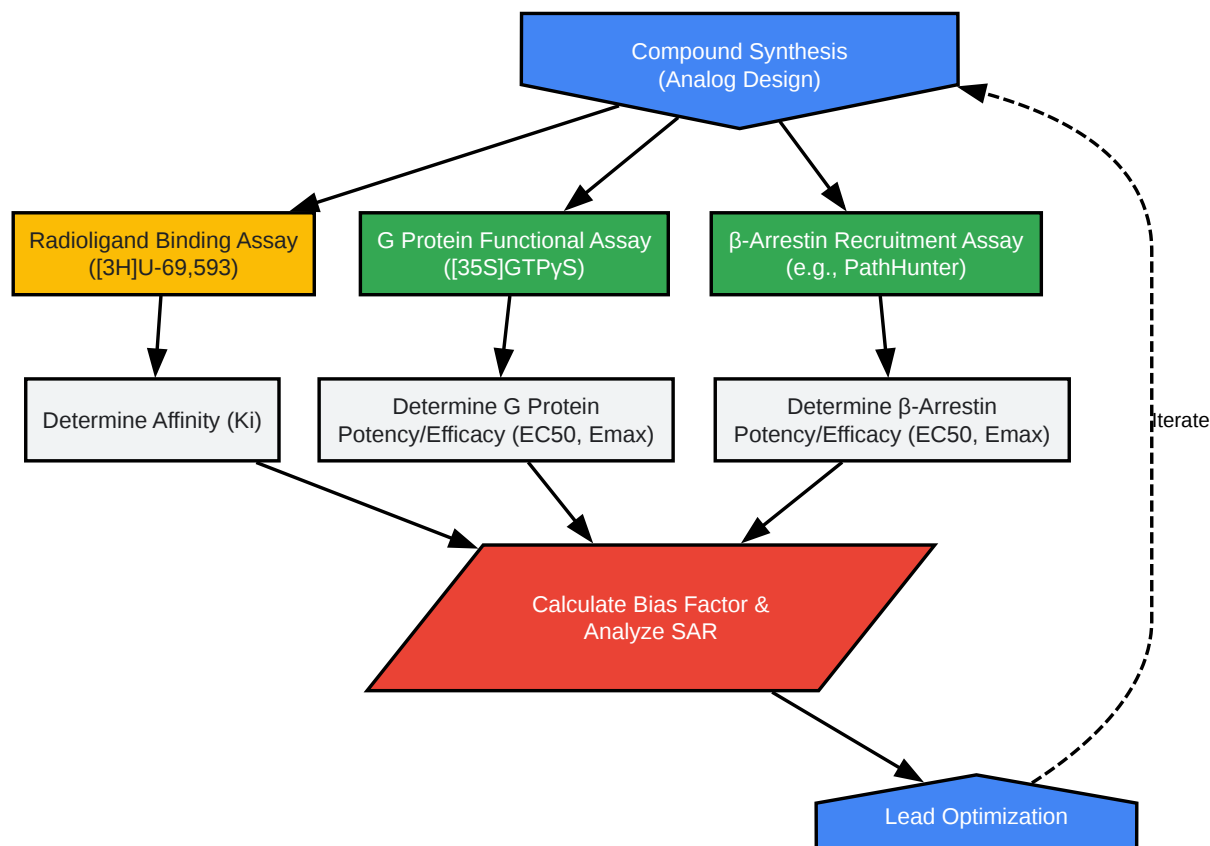 Compound Synthesis
(Analog Design)
Radioligand Binding Assay
([3H]U-69,593)
G Protein Functional Assay
([35S]GTPγS)
β-Arrestin Recruitment Assay
(e.g., PathHunter)
Determine Affinity (Ki)
Determine G Protein
Potency/Efficacy (EC50, Emax)
Determine β-Arrestin
Potency/Efficacy (EC50, Emax)
Iterate
Calculate Bias Factor &
Analyze SAR
Lead Optimization